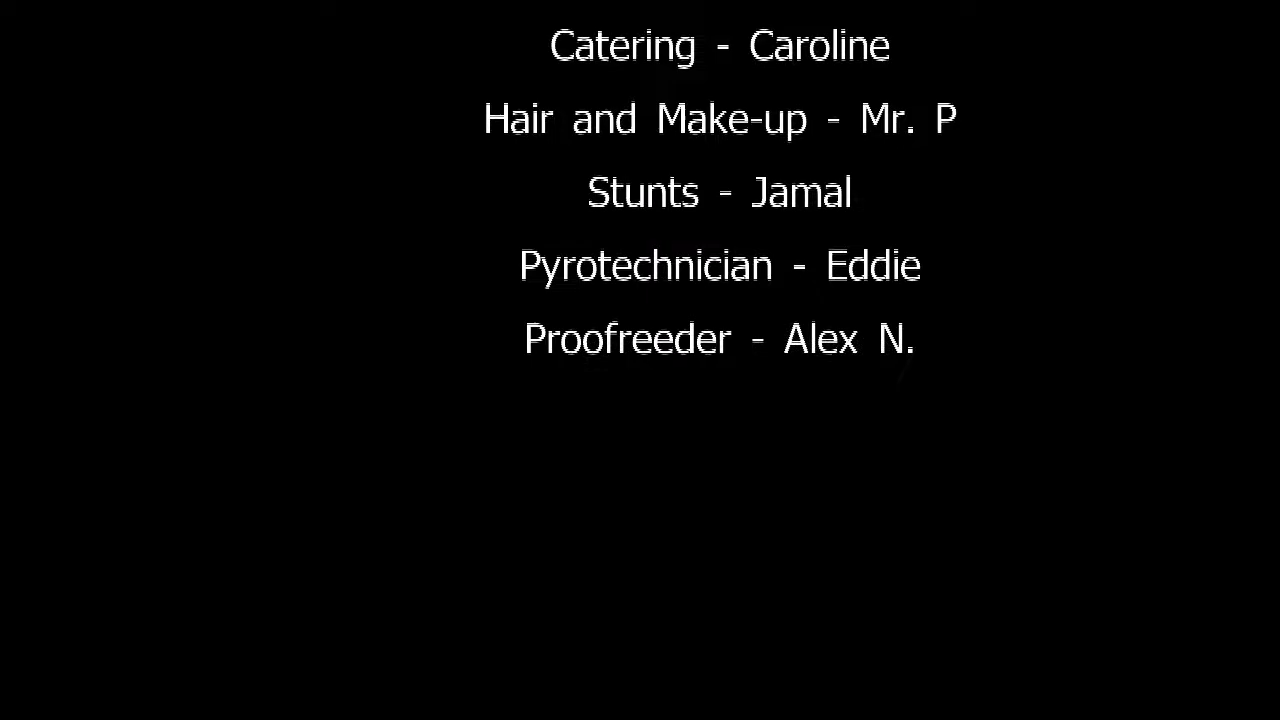 Catering - Caroline
Hair and Make-up - Mr. P
Stunts - Jamal
Pyrotechnician - Eddie
Proofreeder - Alex N.